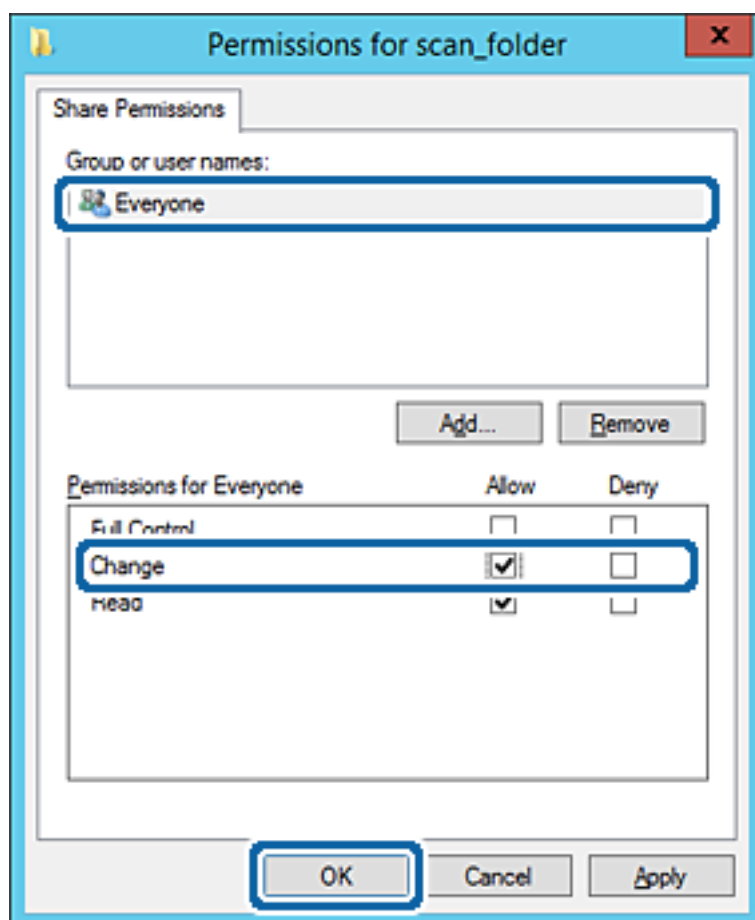 Permissions for scan_folder
Share Permissions
Group or user names:
Everyone
Add... Remove
Permissions for Everyone Allow Deny
Full Control
Change
Read
OK Cancel Apply